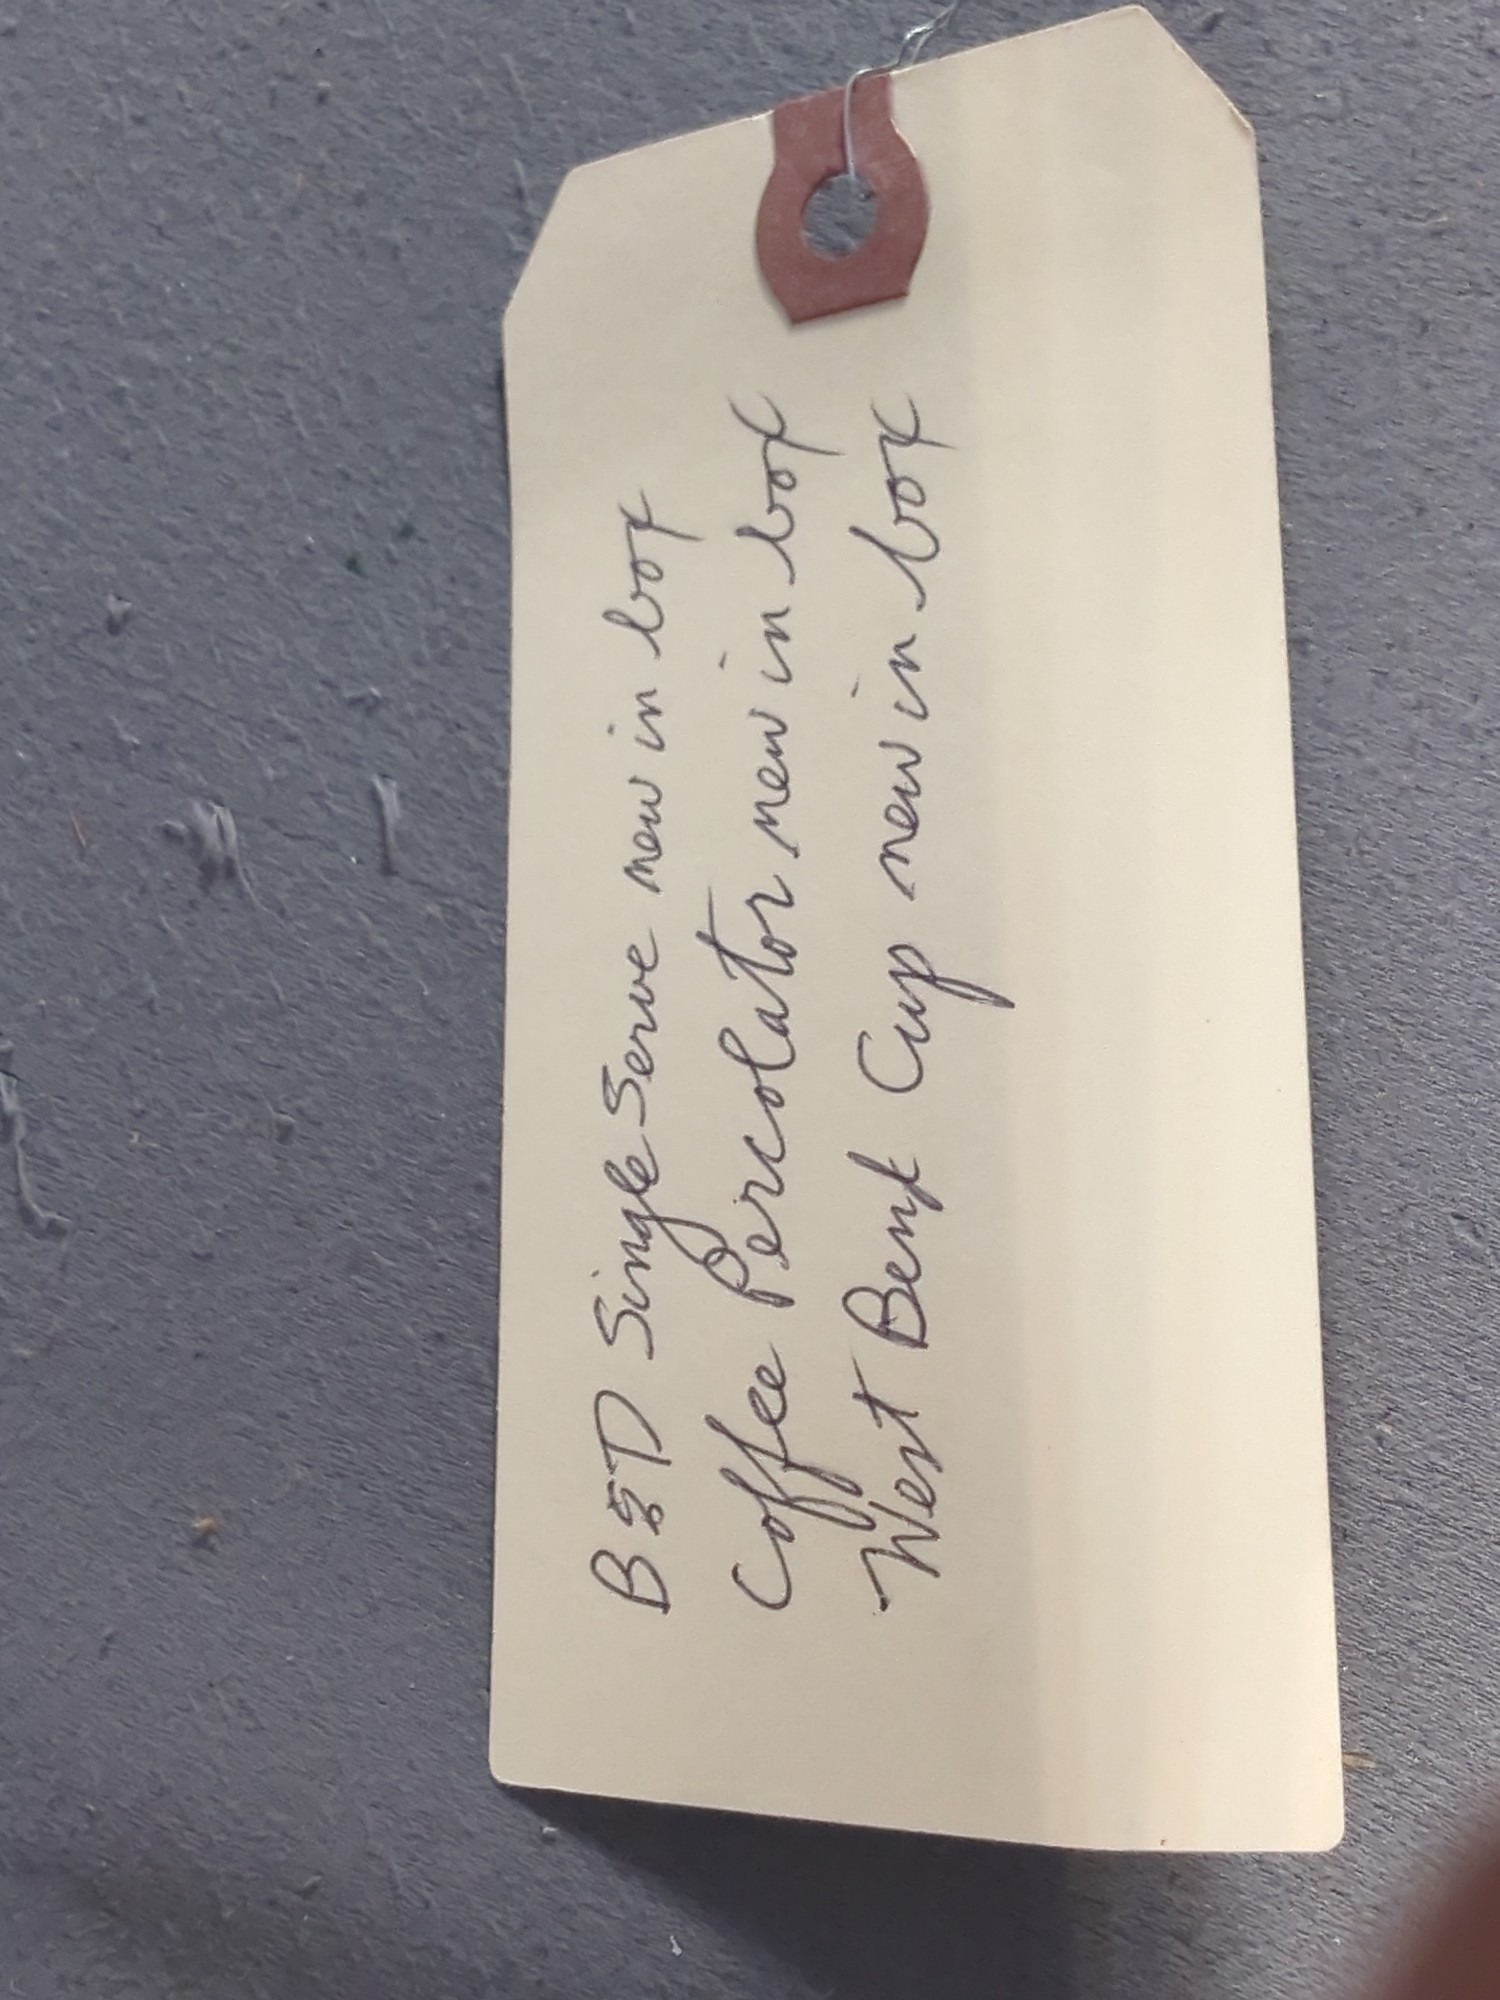 B & D Single Serve new in box
Coffee Percolator new in box
West Bent Cup new in box